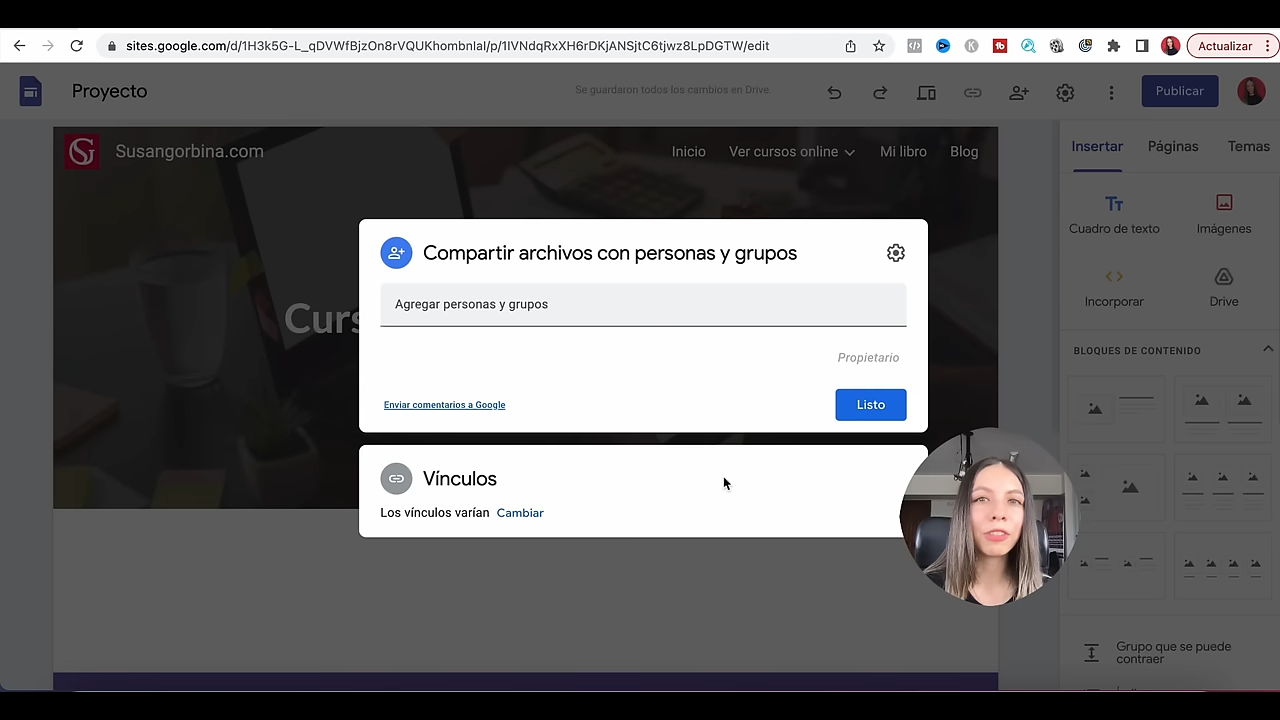 sites.google.com/d/1H3k5G-L_qDVWfBjzOn8rVQUKhombnlal/p/1IVNdqRxXH6rDKjANSjtC6tjwz8LpDGTW/edit
Actualizar
Proyecto
Se guardaron todos los cambios en Drive.
Publicar
Susangorbina.com
Inicio
Ver cursos online
Mi libro
Blog
Insertar
Páginas
Temas
Cuadro de texto
Imágenes
Incorporar
Drive
BLOQUES DE CONTENIDO
Curs
Compartir archivos con personas y grupos
Agregar personas y grupos
Propietario
Enviar comentarios a Google
Listo
Vínculos
Los vínculos varían Cambiar
Grupo que se puede
contraer